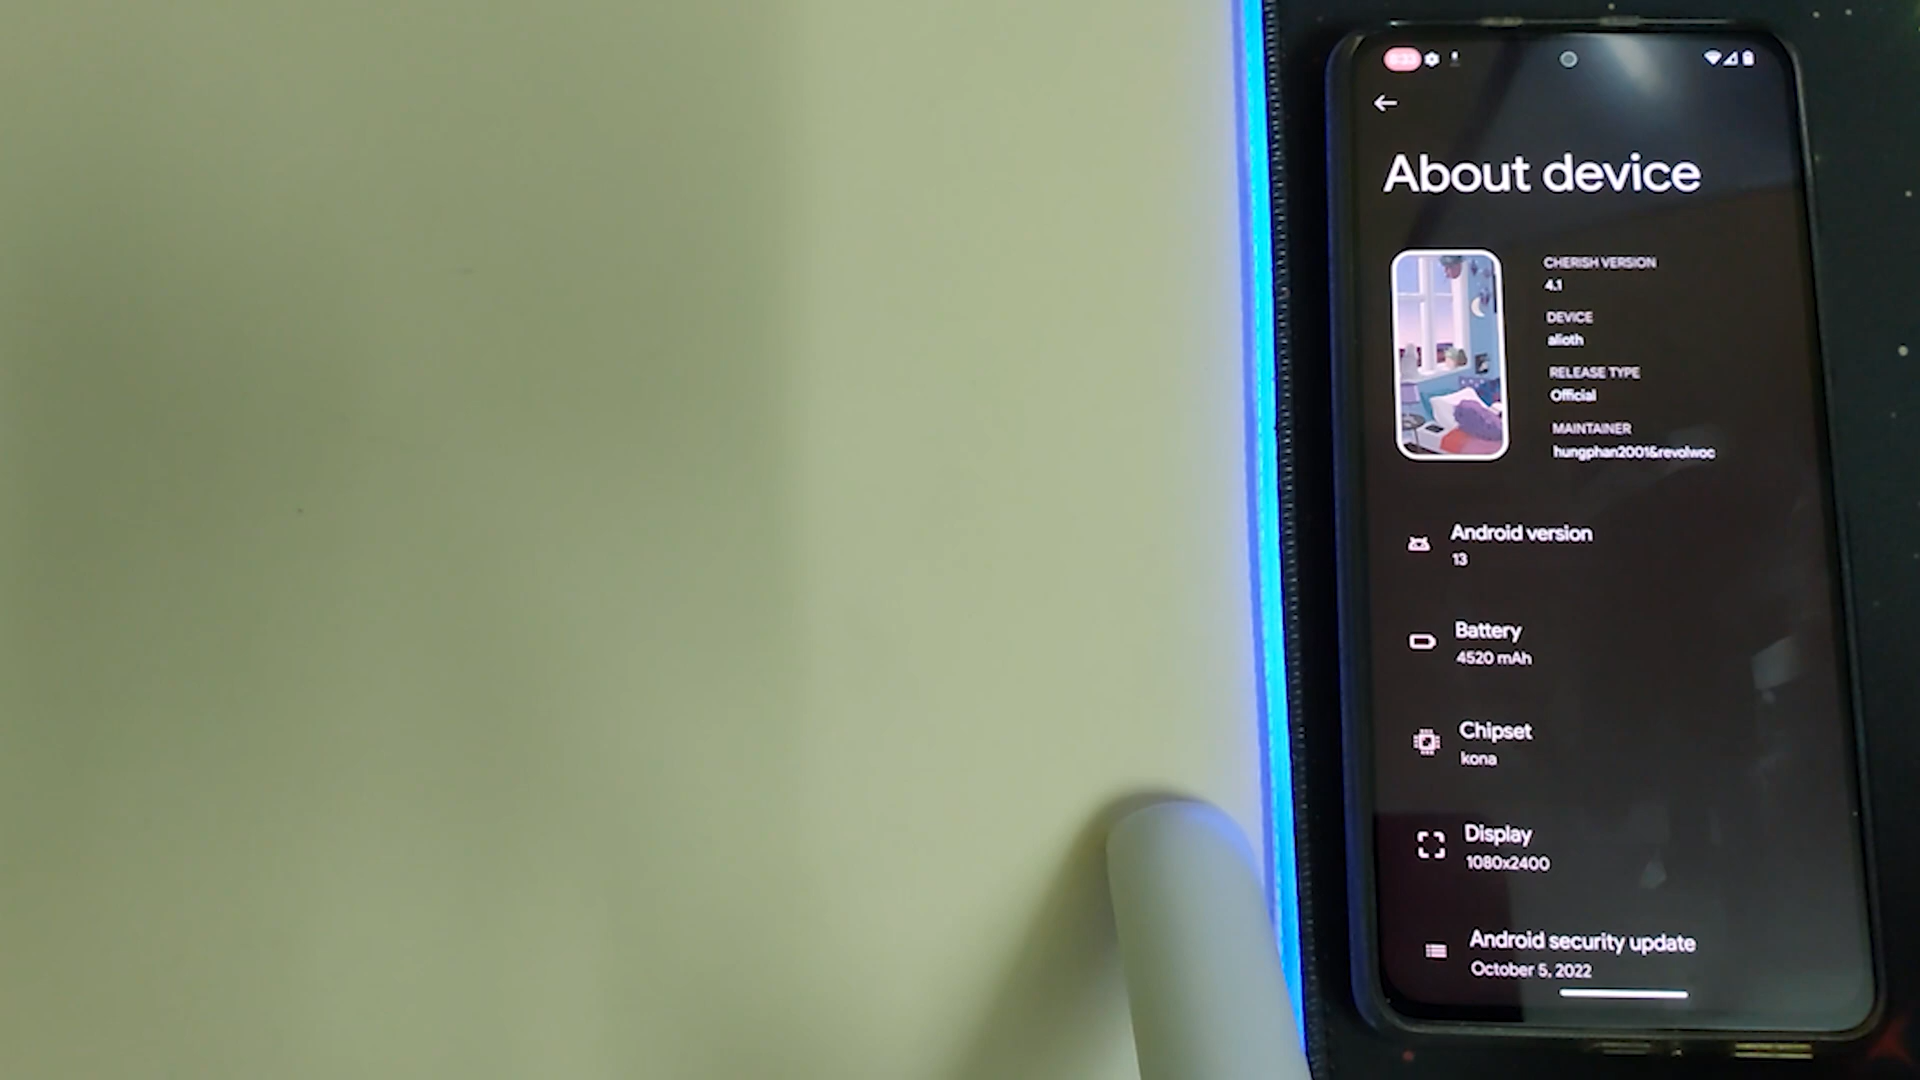 About device
CHERISH VERSION
4.1
DEVICE
alioth
RELEASE TYPE
Official
MAINTAINER
hungphan2001&revolwoc
Android version
13
Battery
4520 mAh
Chipset
kona
Display
1080x2400
Android security update
October 5, 2022